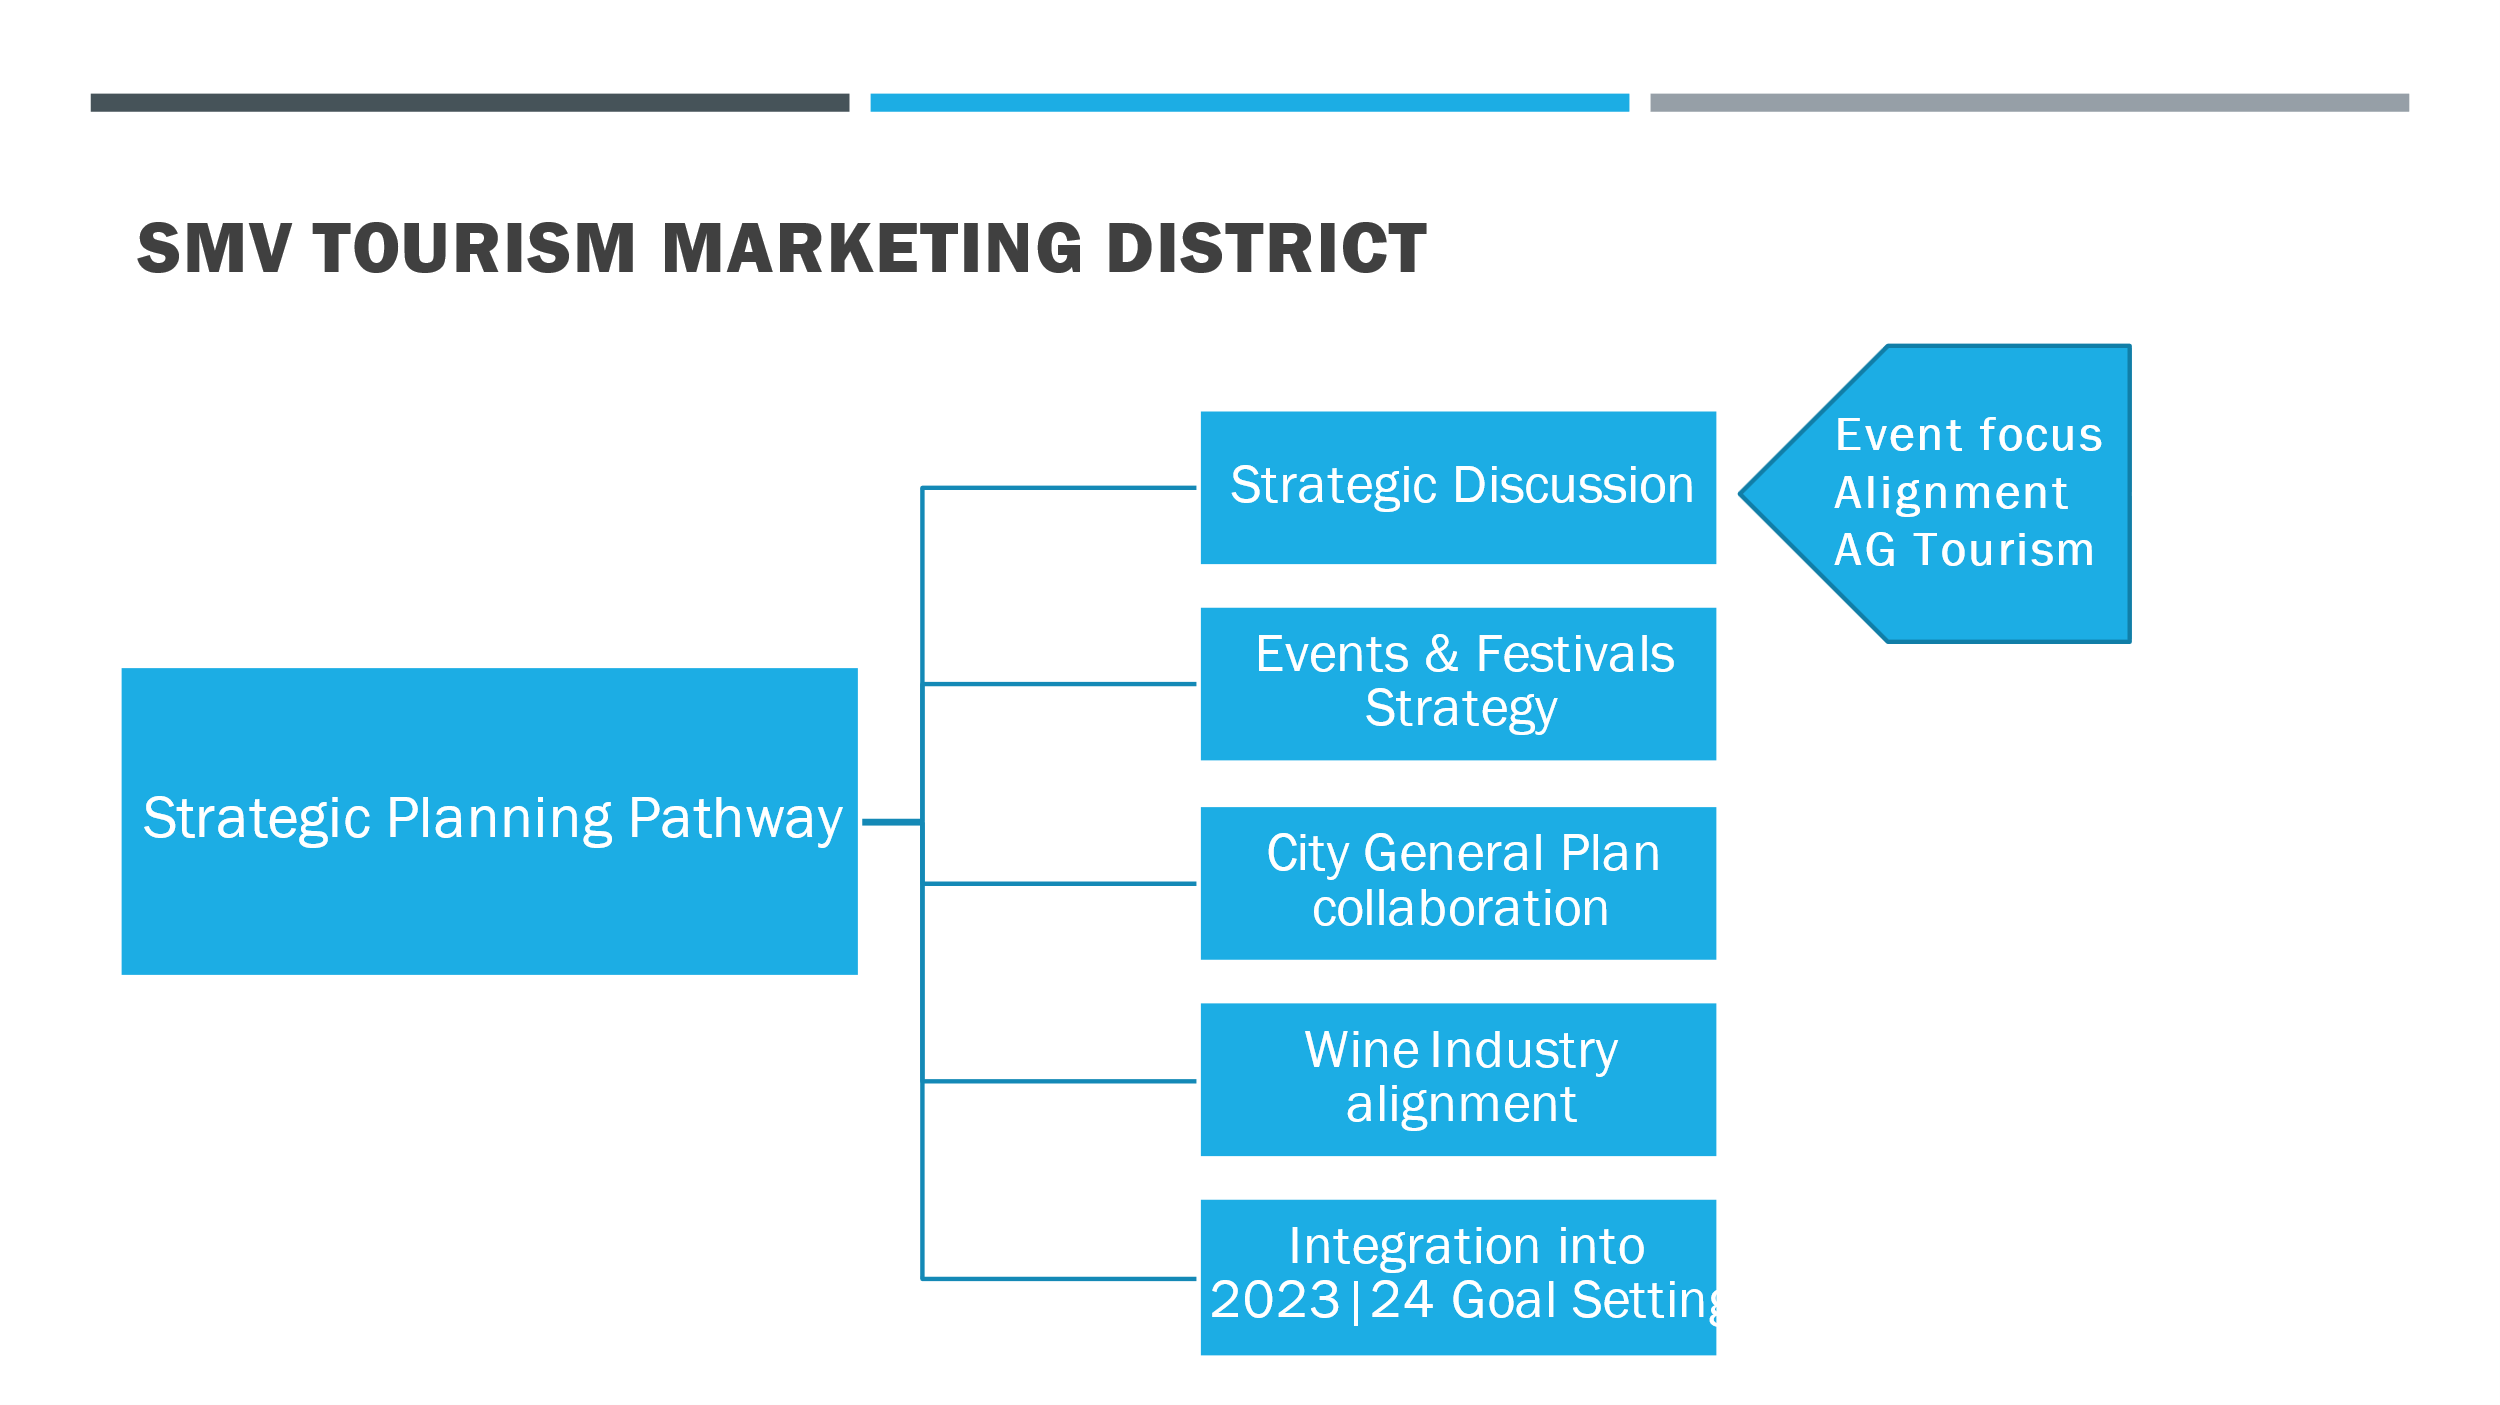 SMV TOURISM MARKETING DISTRICT
Strategic Planning Pathway
Strategic Discussion
Event focus
Alignment
AG Tourism
Events & Festivals
Strategy
City General Plan
collaboration
Wine Industry
alignment
Integration into
2023|24 Goal Setting